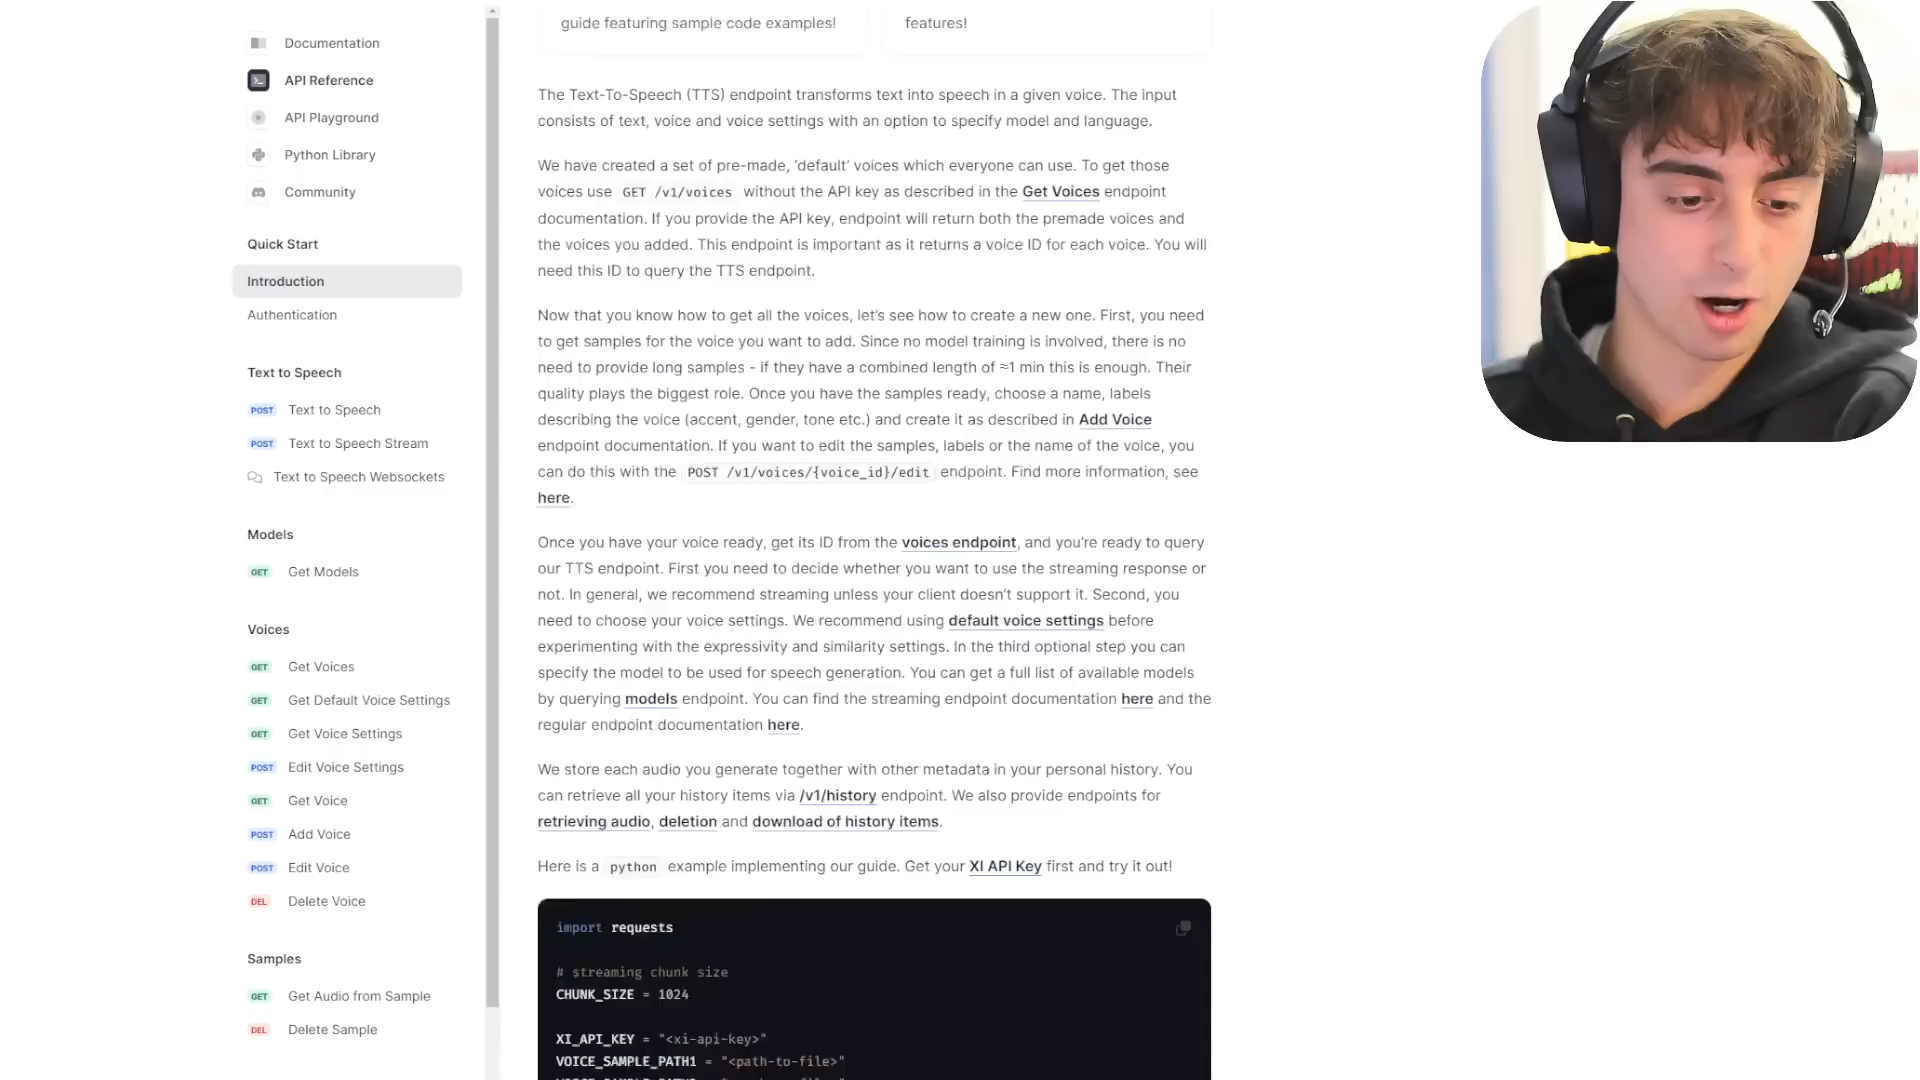 Documentation
API Reference
API Playground
Python Library
Community
Quick Start
Introduction
Authentication
Text to Speech
POST Text to Speech
POST Text to Speech Stream
Text to Speech Websockets
Models
GET Get Models
Voices
GET Get Voices
GET Get Default Voice Settings
GET Get Voice Settings
POST Edit Voice Settings
GET Get Voice
POST Add Voice
POST Edit Voice
DEL Delete Voice
Samples
GET Get Audio from Sample
DEL Delete Sample
guide featuring sample code examples!
features!
The Text-To-Speech (TTS) endpoint transforms text into speech in a given voice. The input
consists of text, voice and voice settings with an option to specify model and language.
We have created a set of pre-made, ‘default’ voices which everyone can use. To get those
voices use GET /v1/voices without the API key as described in the Get Voices endpoint
documentation. If you provide the API key, endpoint will return both the premade voices and
the voices you added. This endpoint is important as it returns a voice ID for each voice. You will
need this ID to query the TTS endpoint.
Now that you know how to get all the voices, let’s see how to create a new one. First, you need
to get samples for the voice you want to add. Since no model training is involved, there is no
need to provide long samples - if they have a combined length of ≈1 min this is enough. Their
quality plays the biggest role. Once you have the samples ready, choose a name, labels
describing the voice (accent, gender, tone etc.) and create it as described in Add Voice
endpoint documentation. If you want to edit the samples, labels or the name of the voice, you
can do this with the POST /v1/voices/{voice_id}/edit endpoint. Find more information, see
here.
Once you have your voice ready, get its ID from the voices endpoint, and you’re ready to query
our TTS endpoint. First you need to decide whether you want to use the streaming response or
not. In general, we recommend streaming unless your client doesn’t support it. Second, you
need to choose your voice settings. We recommend using default voice settings before
experimenting with the expressivity and similarity settings. In the third optional step you can
specify the model to be used for speech generation. You can get a full list of available models
by querying models endpoint. You can find the streaming endpoint documentation here and the
regular endpoint documentation here.
We store each audio you generate together with other metadata in your personal history. You
can retrieve all your history items via /v1/history endpoint. We also provide endpoints for
retrieving audio, deletion and download of history items.
Here is a python example implementing our guide. Get your XI API Key first and try it out!
import requests
# streaming chunk size
CHUNK_SIZE = 1024
XI_API_KEY = "<xi-api-key>"
VOICE_SAMPLE_PATH1 = "<path-to-file>"